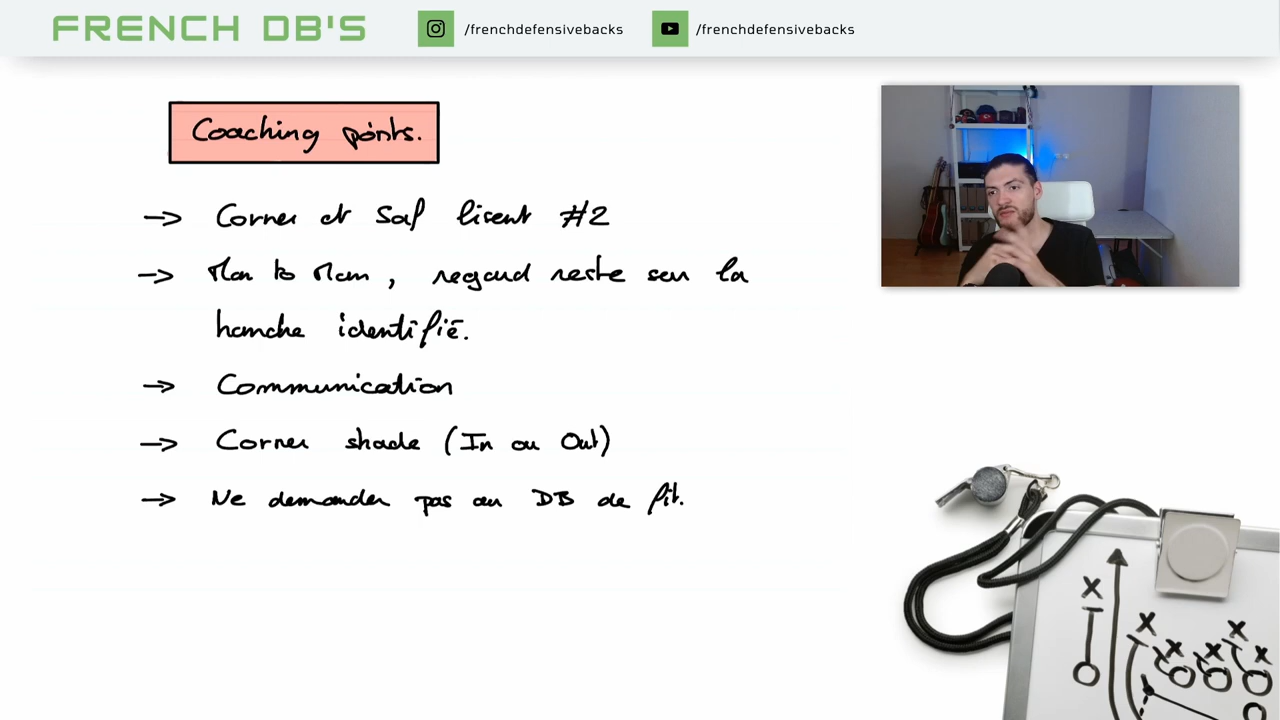 FRENCH DB'S
/frenchdefensivebacks
/frenchdefensivebacks
Coaching points.
→ Corner et Saf lisent #2
→ Man to Man, regard reste sur la
hanche identifié.
→ Communication
→ Corner shade (In ou Out)
→ Ne demander pas au DB de fit.
X
X
X
X
X
X